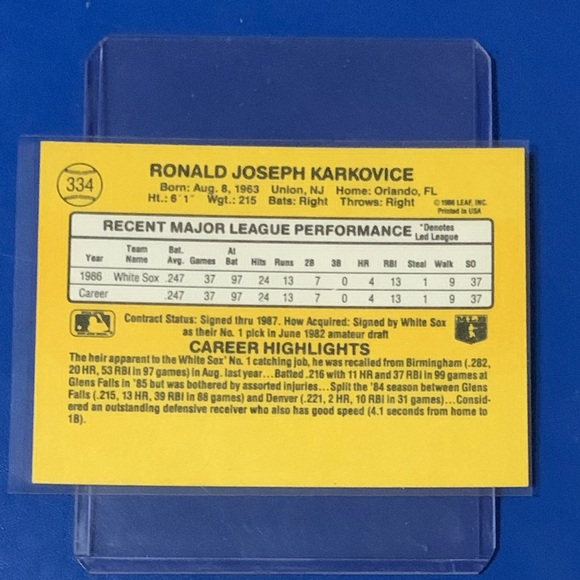 334
RONALD JOSEPH KARKOVICE
Born: Aug. 8, 1963 Union, NJ Home: Orlando, FL
Ht.: 6'1" Wgt.: 215 Bats: Right Throws: Right
© 1986 LEAF, INC.
Printed in USA
RECENT MAJOR LEAGUE PERFORMANCE *Denotes Led League
Year Team Name Bat. Avg. Games At Bat Hits Runs 2B 3B HR RBI Steal Walk SO
1986 White Sox .247 37 97 24 13 7 0 4 13 1 9 37
Career .247 37 97 24 13 7 0 4 13 1 9 37
Contract Status: Signed thru 1987. How Acquired: Signed by White Sox
as their No. 1 pick in June 1982 amateur draft
CAREER HIGHLIGHTS
The heir apparent to the White Sox' No. 1 catching job, he was recalled from Birmingham (.282,
20 HR, 53 RBI in 97 games) in Aug. last year...Batted .216 with 11 HR and 37 RBI in 99 games at
Glens Falls in '85 but was bothered by assorted injuries...Split the '84 season between Glens
Falls (.215, 13 HR, 39 RBI in 88 games) and Denver (.221, 2 HR, 10 RBI in 31 games)...Consid-
ered an outstanding defensive receiver who also has good speed (4.1 seconds from home to
1B).